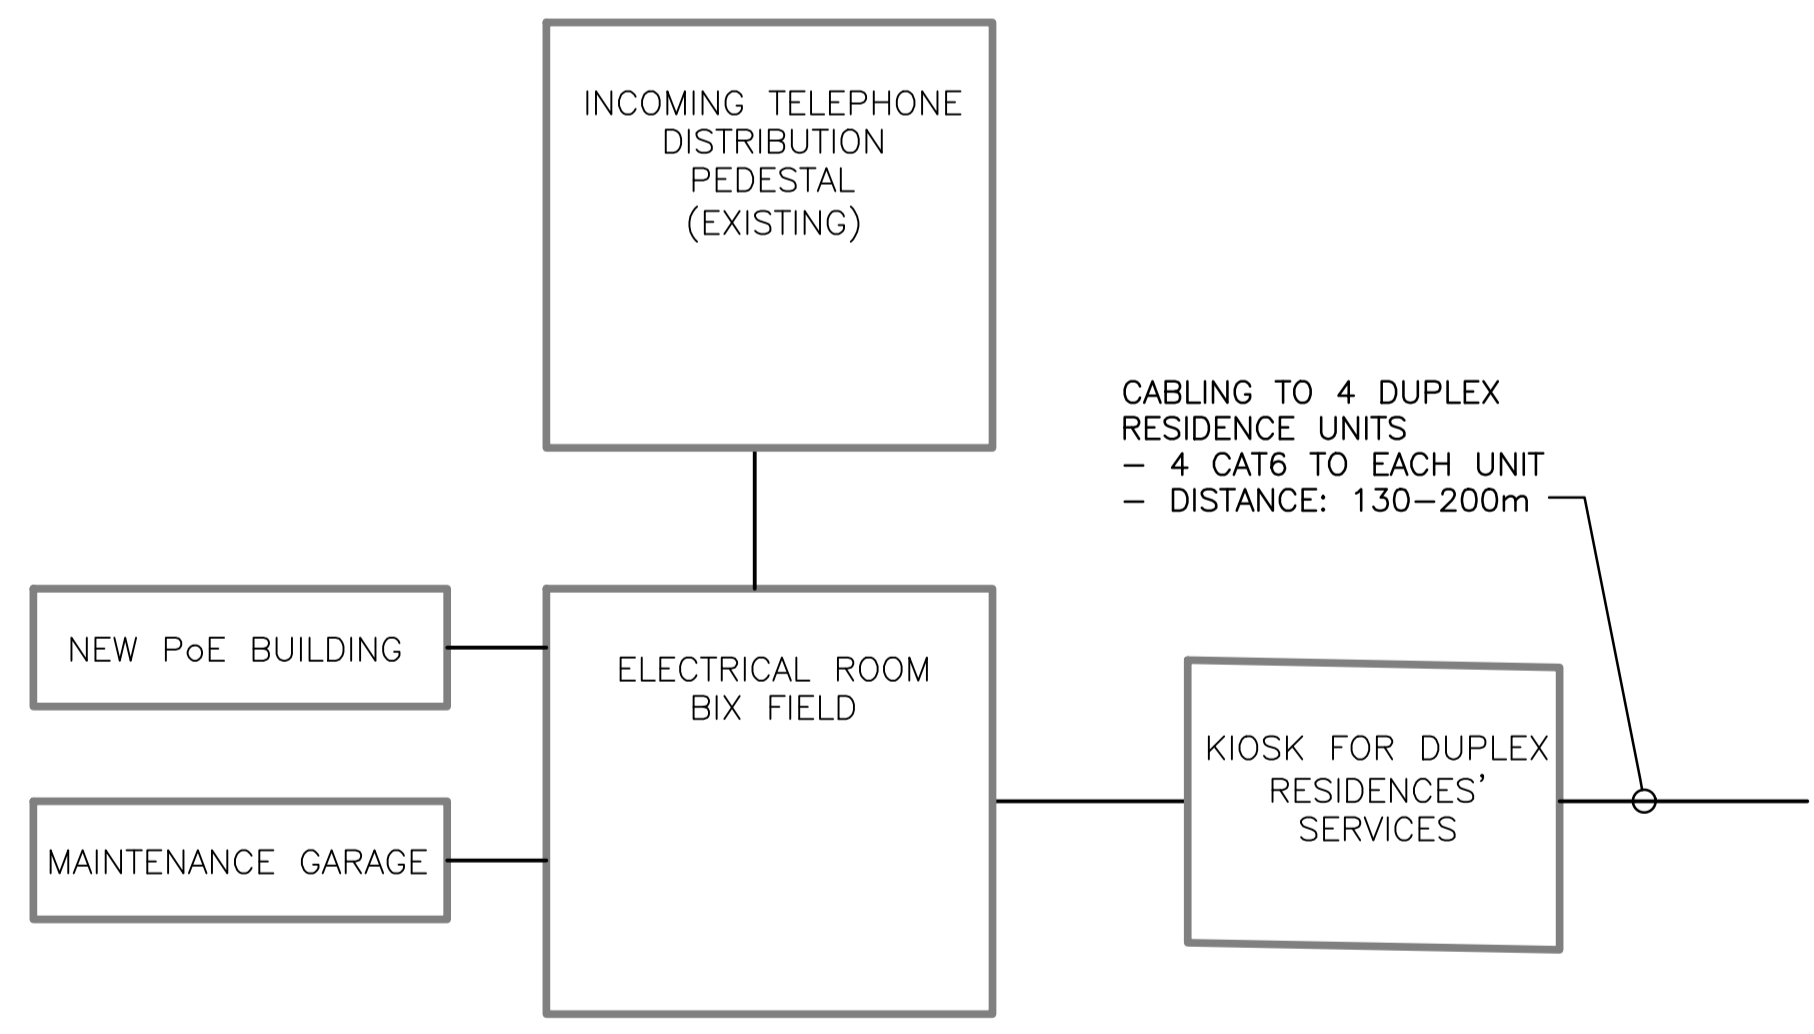 INCOMING TELEPHONE
DISTRIBUTION
PEDESTAL
(EXISTING)
CABLING TO 4 DUPLEX
RESIDENCE UNITS
– 4 CAT6 TO EACH UNIT
– DISTANCE: 130–200m
NEW PoE BUILDING
ELECTRICAL ROOM
BIX FIELD
KIOSK FOR DUPLEX
RESIDENCES'
SERVICES
MAINTENANCE GARAGE